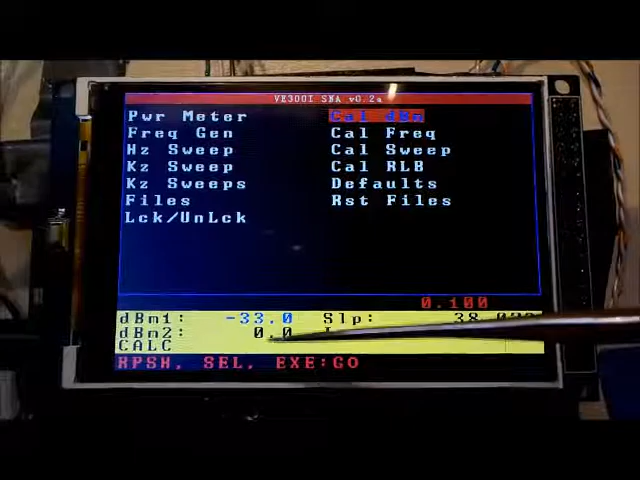 VE3OOI SNA v0.2a
Pwr Meter Cal dBm
Freq Gen Cal Freq
Hz Sweep Cal Sweep
Kz Sweep Cal RLB
Kz Sweeps Defaults
Files Rst Files
Lck/UnLck
0.100
dBm1: -33.0 Slp:
dBm2: 0.0
CALC
RPSH, SEL, EXE:GO